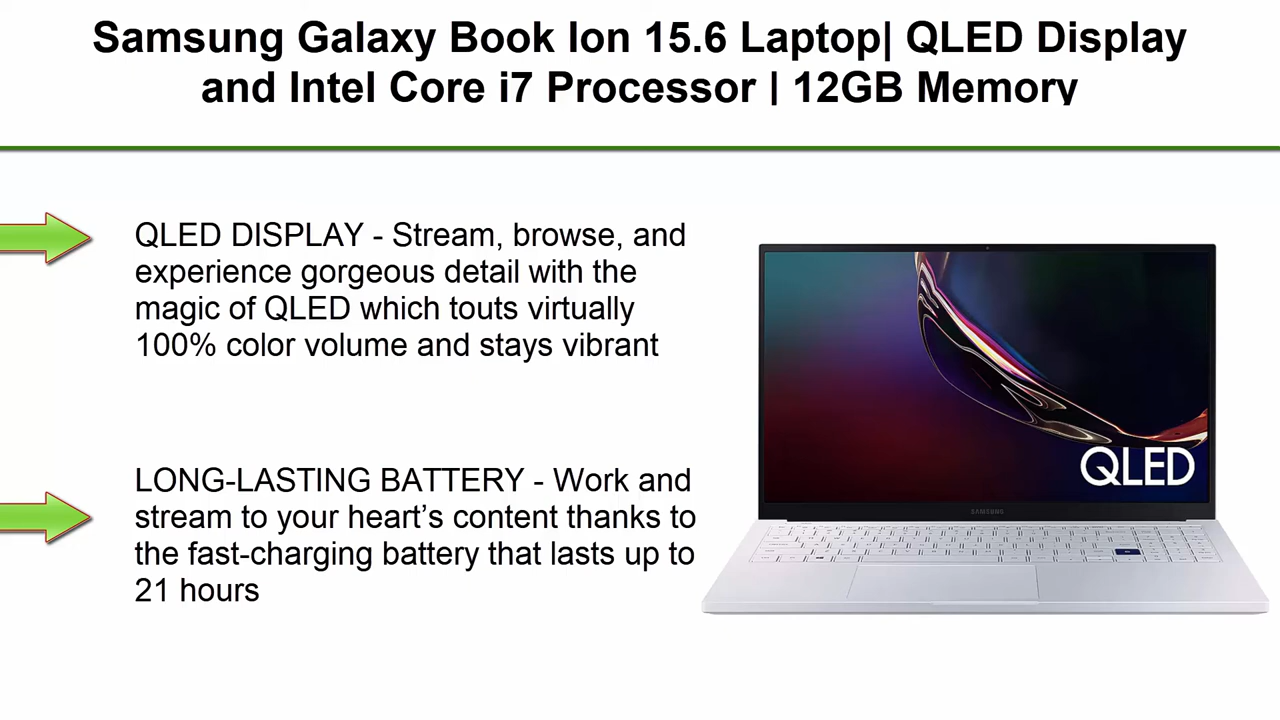 Samsung Galaxy Book Ion 15.6 Laptop| QLED Display
and Intel Core i7 Processor | 12GB Memory
QLED DISPLAY - Stream, browse, and
experience gorgeous detail with the
magic of QLED which touts virtually
100% color volume and stays vibrant
LONG-LASTING BATTERY - Work and
stream to your heart’s content thanks to
the fast-charging battery that lasts up to
21 hours
QLED
SAMSUNG